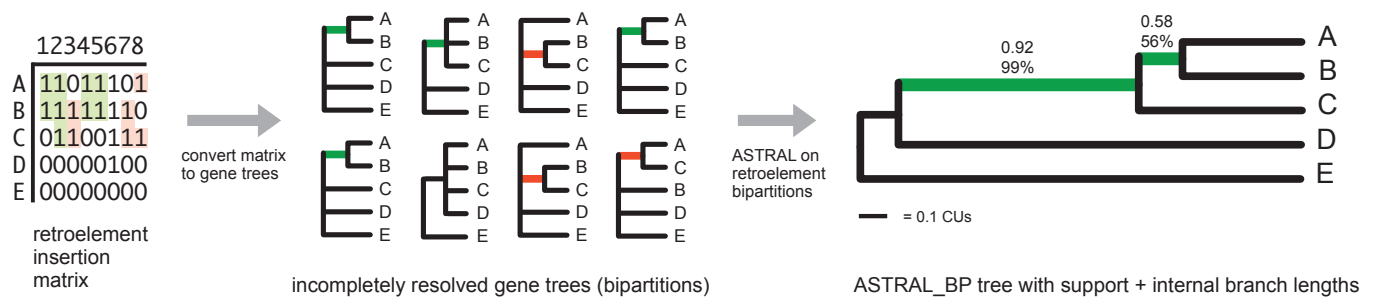 12345678
A 11011101
B 11111110
C 01100111
D 00000100
E 00000000
retroelement
insertion
matrix
convert matrix
to gene trees
A
B
C
D
E
A
B
C
D
E
A
B
C
D
E
A
B
C
D
E
A
B
C
D
E
A
B
C
D
E
A
B
C
D
E
A
C
B
D
E
incompletely resolved gene trees (bipartitions)
ASTRAL on
retroelement
bipartitions
0.92
99%
0.58
56%
A
B
C
D
E
= 0.1 CUs
ASTRAL_BP tree with support + internal branch lengths